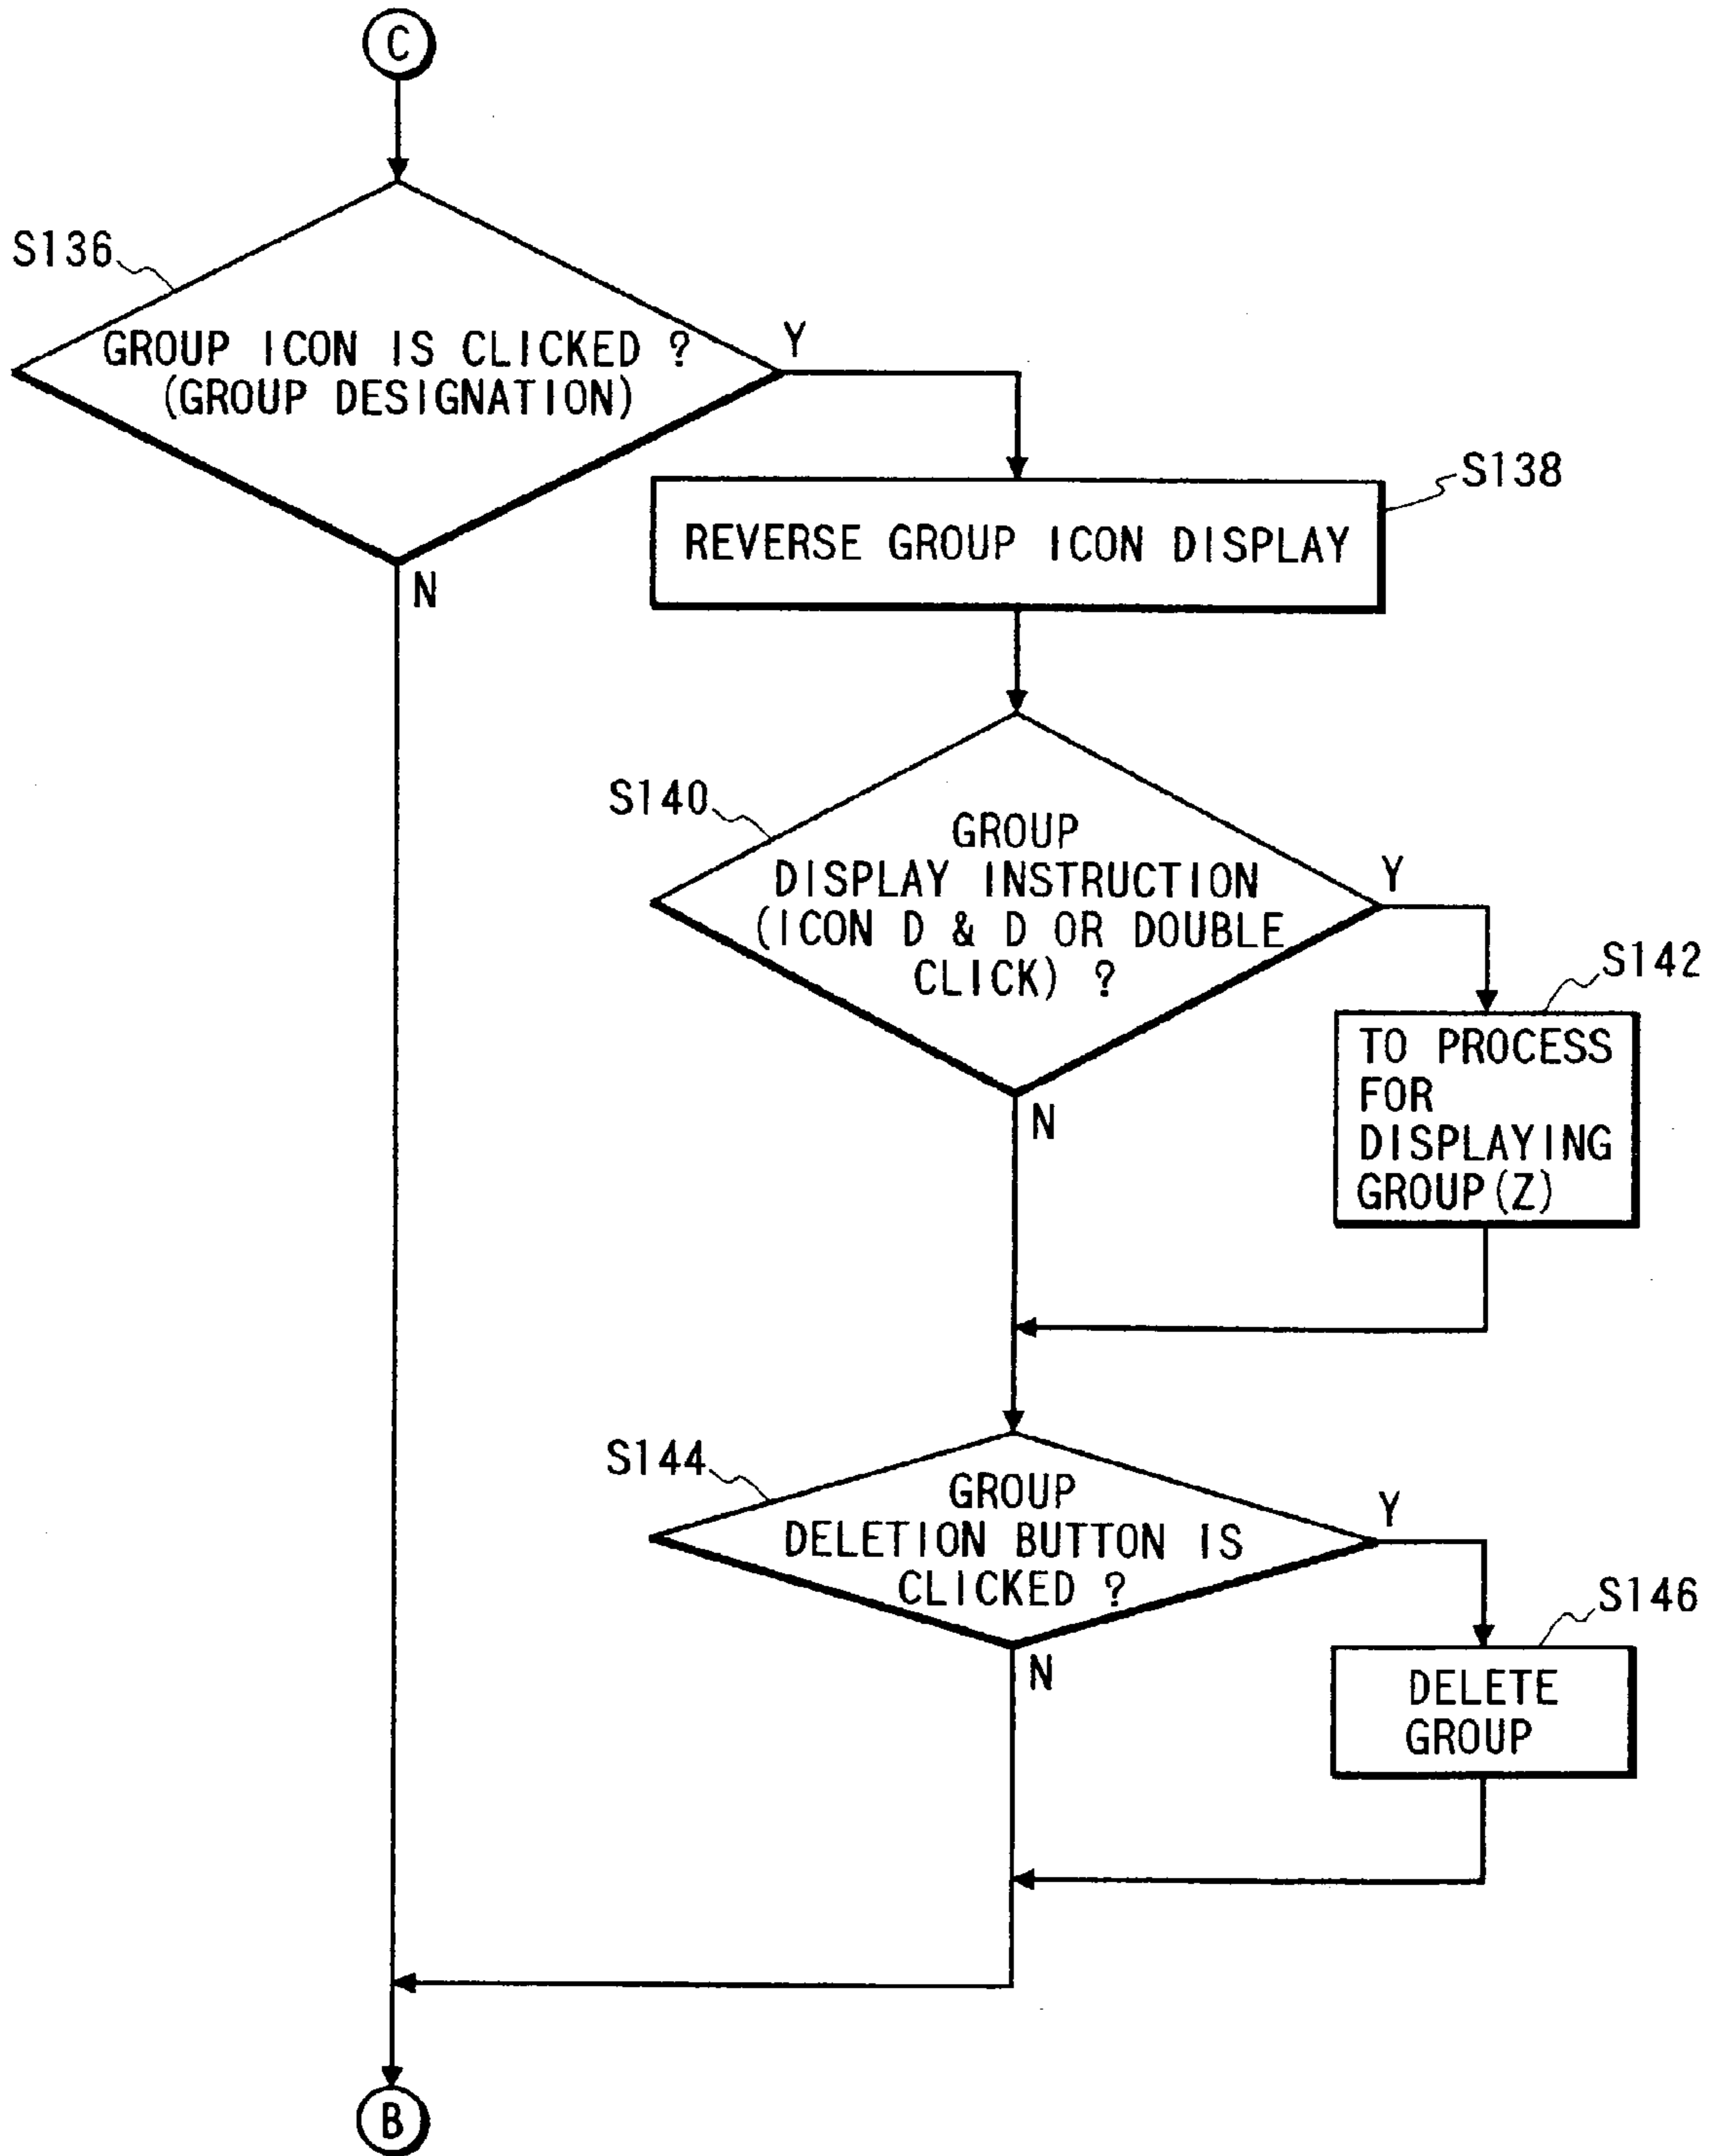 C
S136
GROUP ICON IS CLICKED ?
(GROUP DESIGNATION)
Y
N
S138
REVERSE GROUP ICON DISPLAY
S140
GROUP
DISPLAY INSTRUCTION
(ICON D & D OR DOUBLE
CLICK) ?
Y
N
S142
TO PROCESS
FOR
DISPLAYING
GROUP(Z)
S144
GROUP
DELETION BUTTON IS
CLICKED ?
Y
N
S146
DELETE
GROUP
B